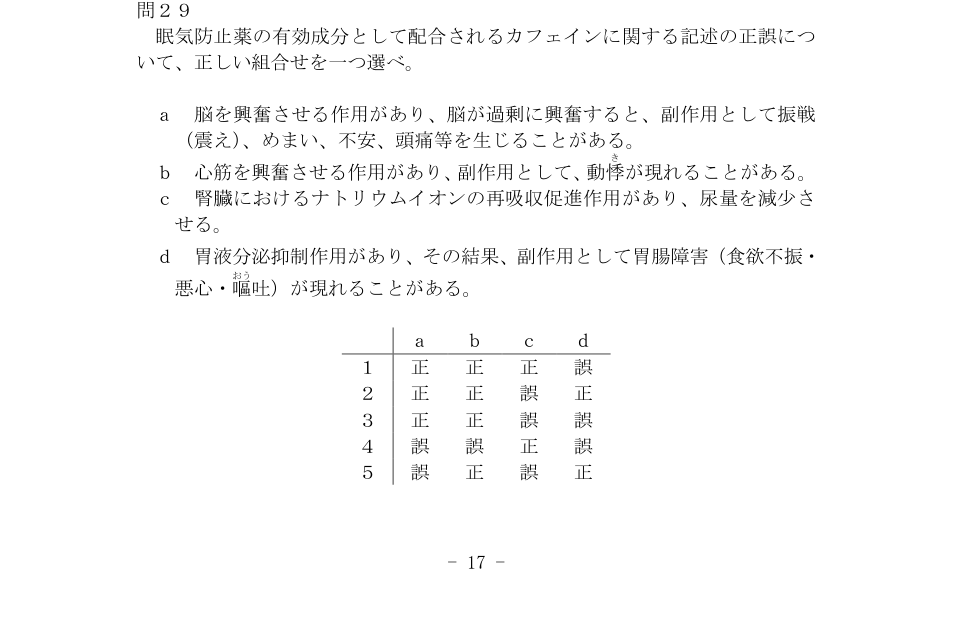 問２９
眠気防止薬の有効成分として配合されるカフェインに関する記述の正誤につ
いて、正しい組合せを一つ選べ。
ａ　脳を興奮させる作用があり、脳が過剰に興奮すると、副作用として振戦
（震え）、めまい、不安、頭痛等を生じることがある。
き
ｂ　心筋を興奮させる作用があり、副作用として、動悸が現れることがある。
ｃ　腎臓におけるナトリウムイオンの再吸収促進作用があり、尿量を減少さ
せる。
ｄ　胃液分泌抑制作用があり、その結果、副作用として胃腸障害（食欲不振・
おう
悪心・嘔吐）が現れることがある。
ａ　ｂ　ｃ　ｄ
１　正　正　正　誤
２　正　正　誤　正
３　正　正　誤　誤
４　誤　誤　正　誤
５　誤　正　誤　正
- 17 -